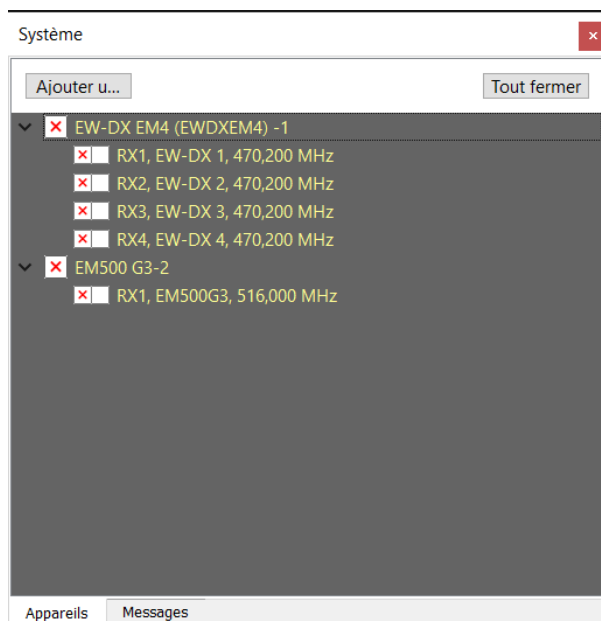 Système
Ajouter u... Tout fermer
EW-DX EM4 (EWDXEM4) -1
RX1, EW-DX 1, 470,200 MHz
RX2, EW-DX 2, 470,200 MHz
RX3, EW-DX 3, 470,200 MHz
RX4, EW-DX 4, 470,200 MHz
EM500 G3-2
RX1, EM500G3, 516,000 MHz
Appareils Messages